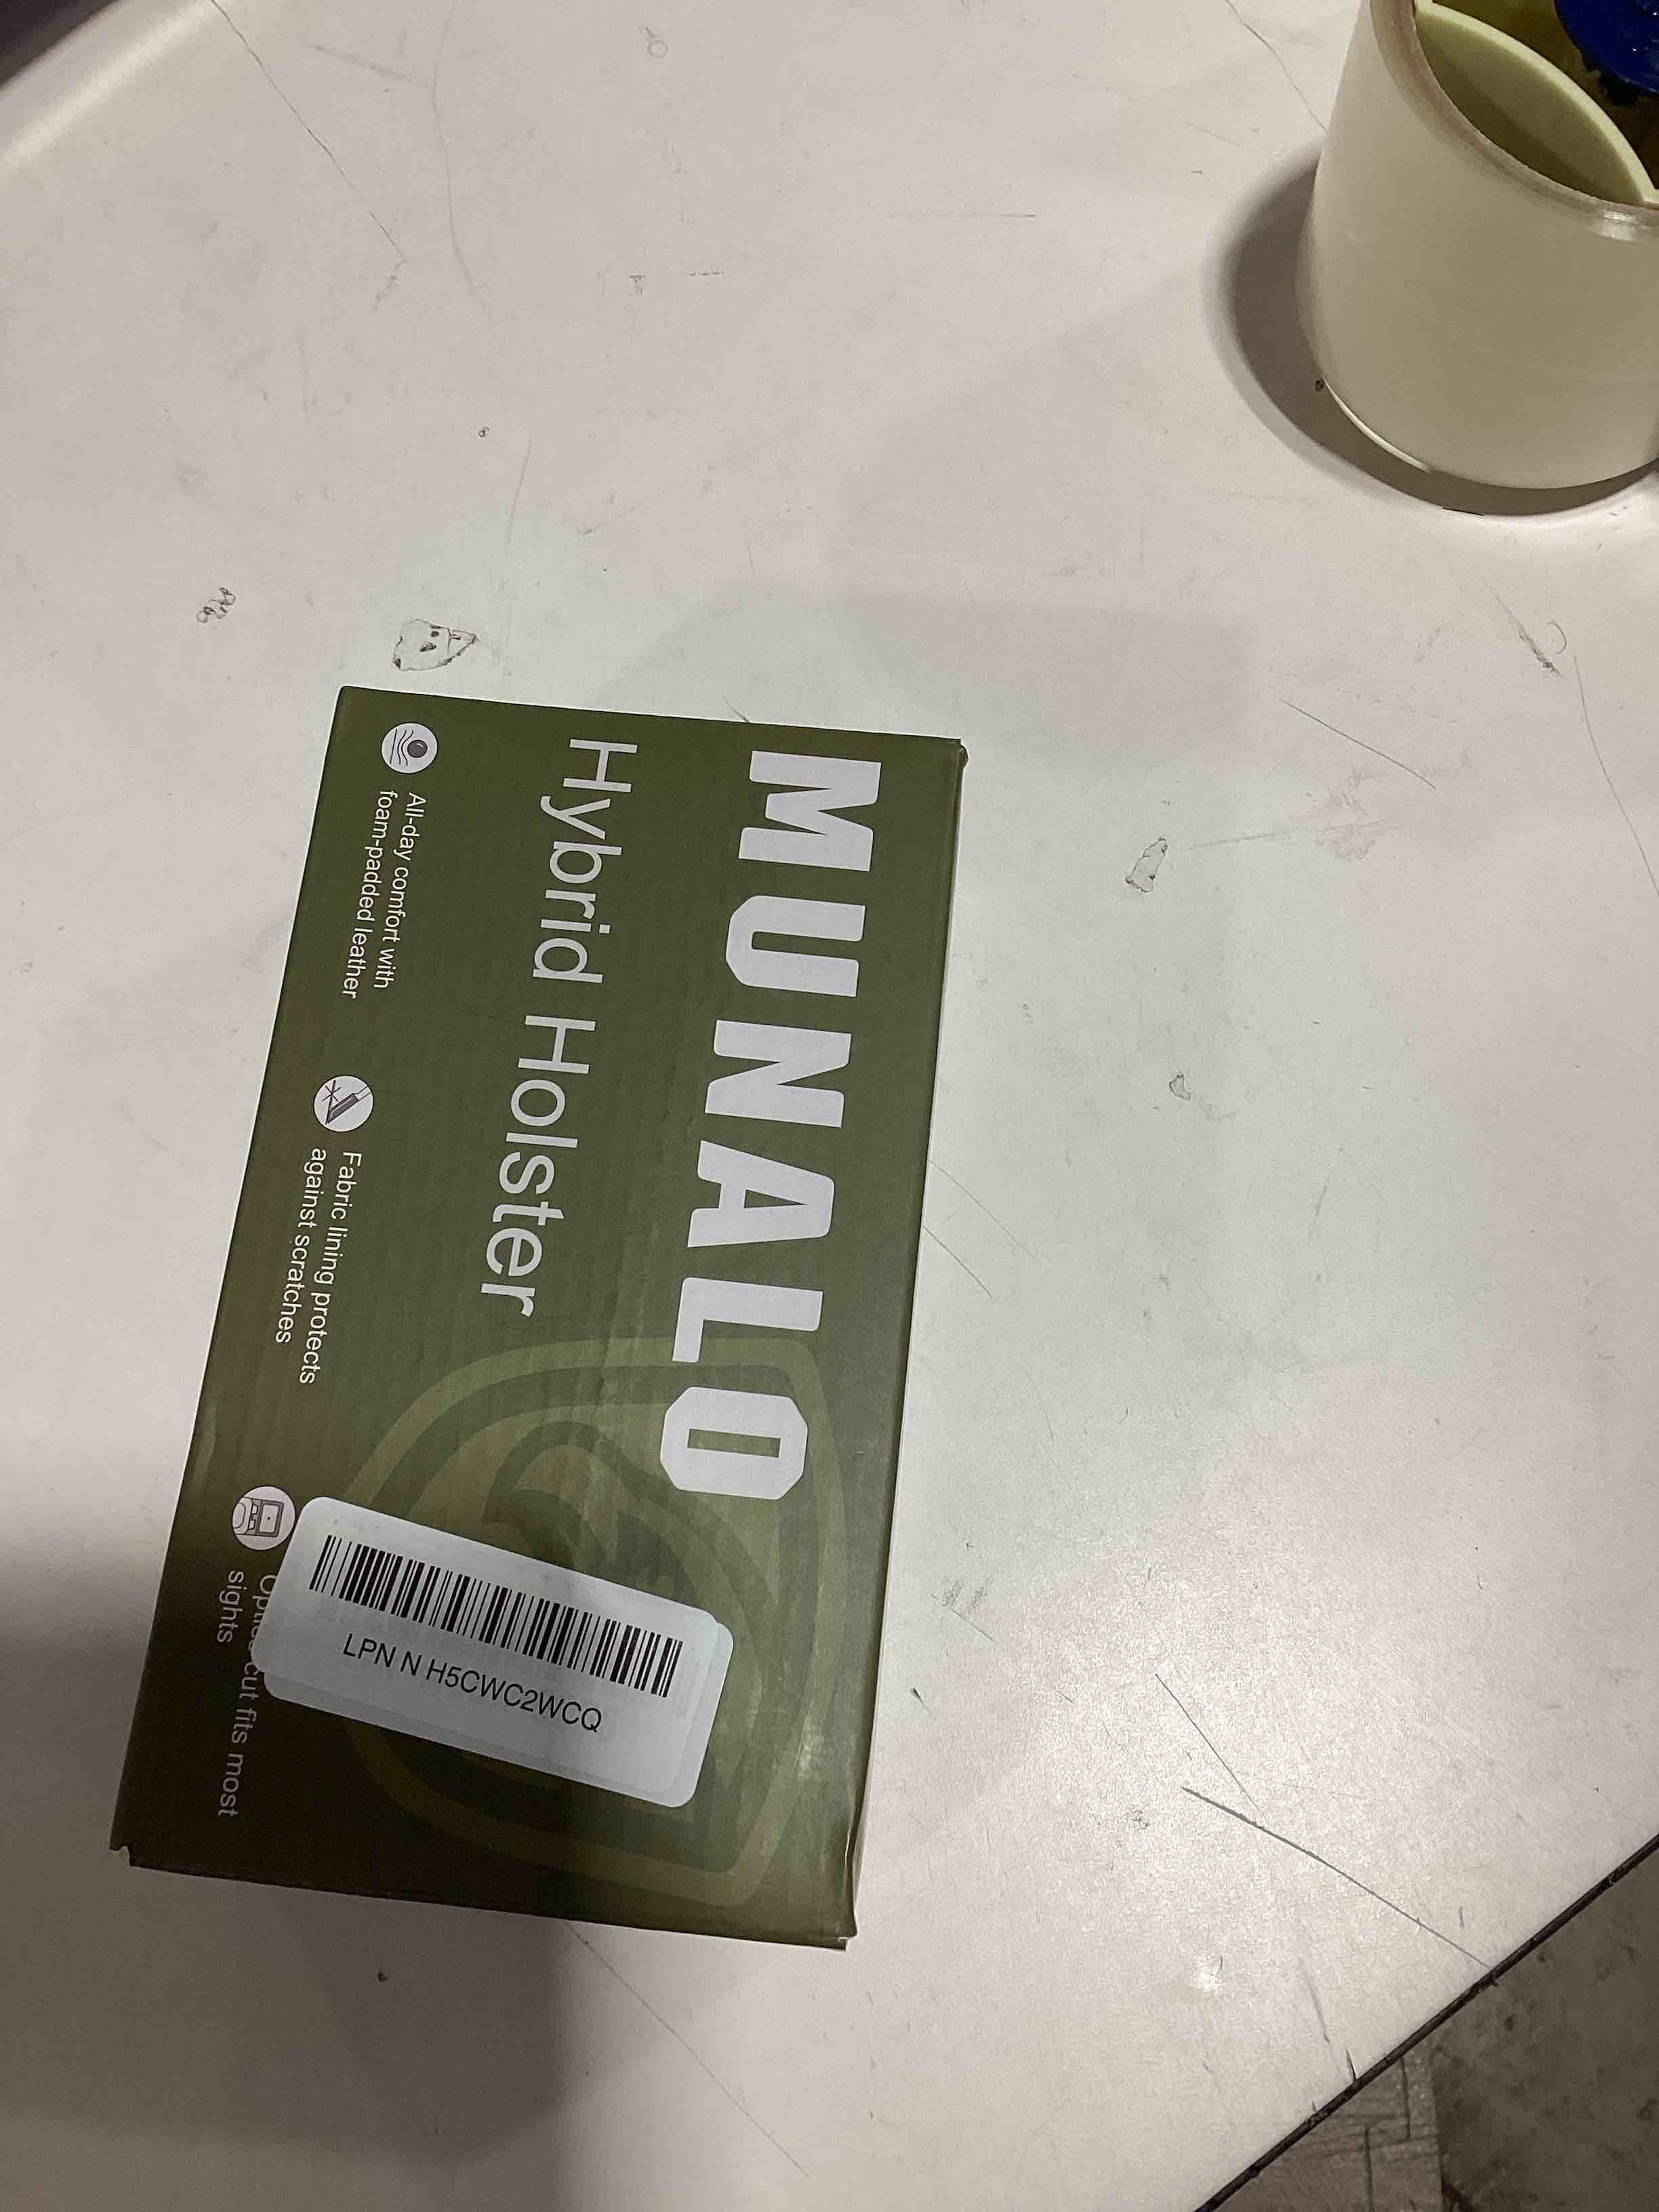 MUNALO
Hybrid Holster
All-day comfort with
foam-padded leather
Fabric lining protects
against scratches
cut fits most
sights
LPN N H5CWC2WCQ